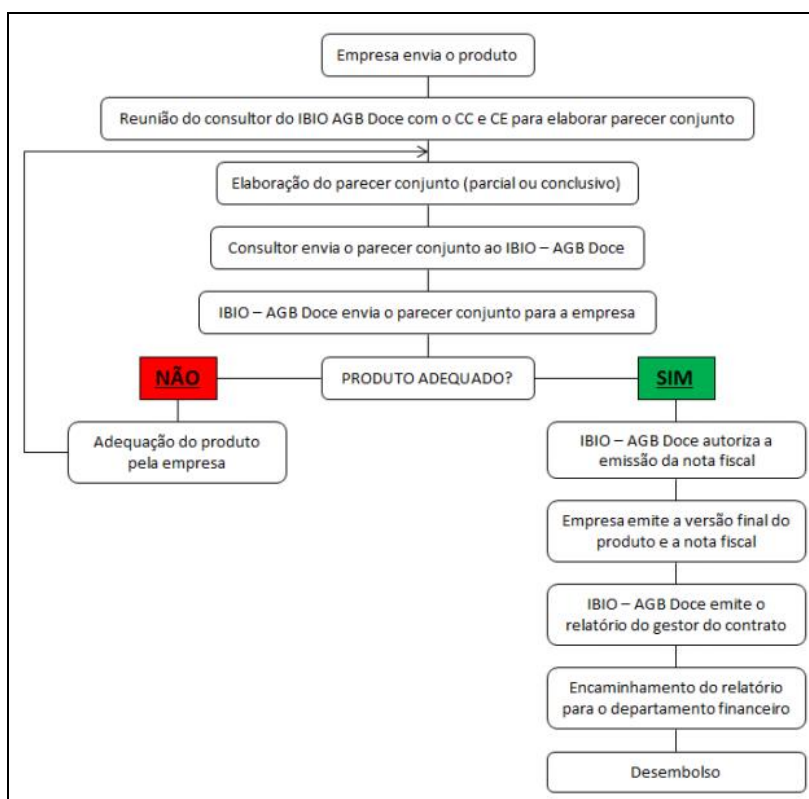 Empresa envia o produto
Reunião do consultor do IBIO AGB Doce com o CC e CE para elaborar parecer conjunto
Elaboração do parecer conjunto (parcial ou conclusivo)
Consultor envia o parecer conjunto ao IBIO – AGB Doce
IBIO – AGB Doce envia o parecer conjunto para a empresa
NÃO
PRODUTO ADEQUADO?
SIM
Adequação do produto
pela empresa
IBIO – AGB Doce autoriza a
emissão da nota fiscal
Empresa emite a versão final do
produto e a nota fiscal
IBIO – AGB Doce emite o
relatório do gestor do contrato
Encaminhamento do relatório
para o departamento financeiro
Desembolso